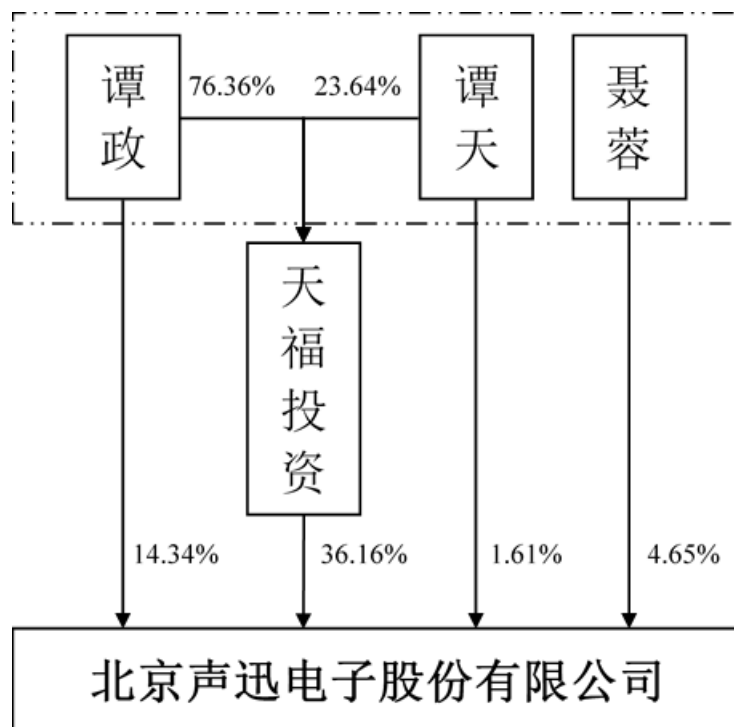 谭政
76.36%
23.64%
谭天
聂蓉
天福投资
14.34%
36.16%
1.61%
4.65%
北京声迅电子股份有限公司